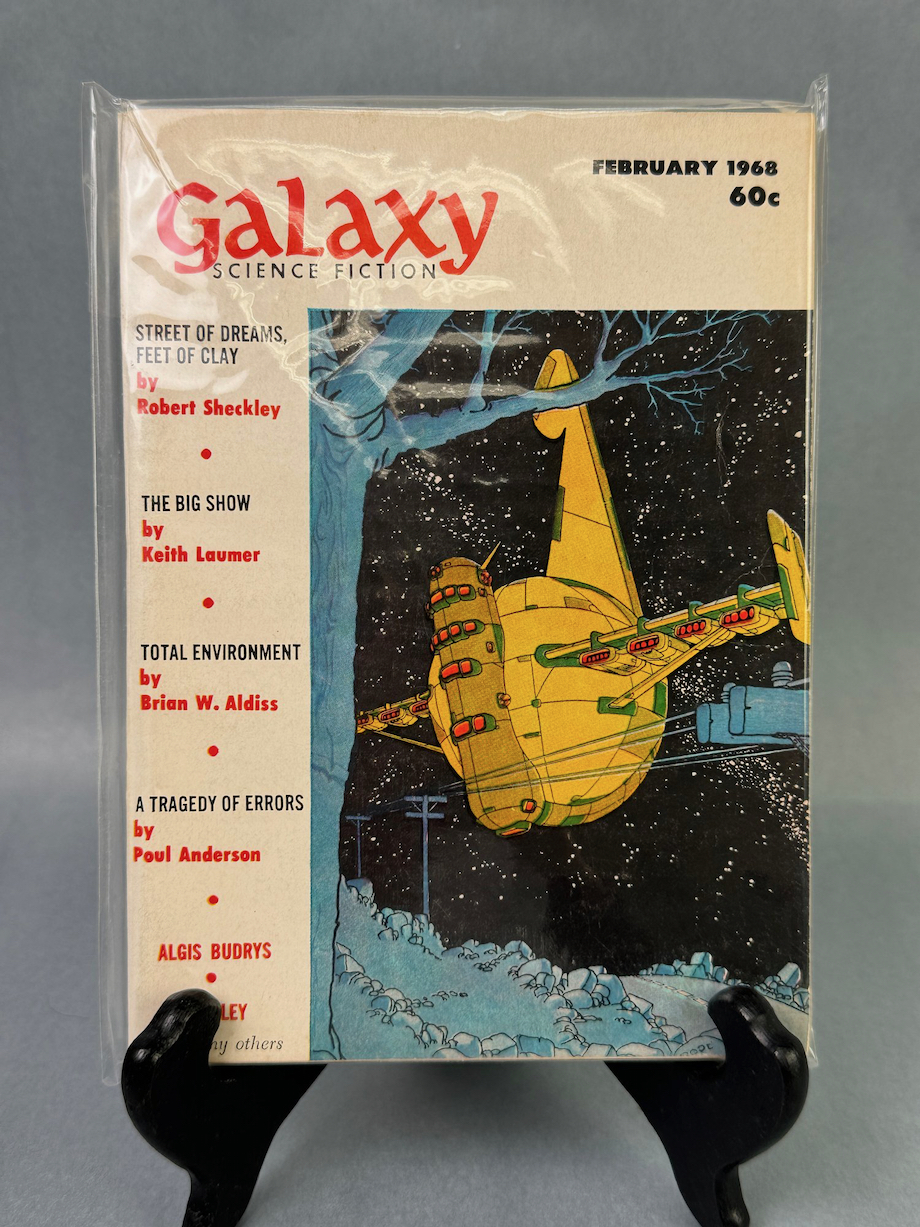 FEBRUARY 1968
60c
Galaxy
SCIENCE FICTION
STREET OF DREAMS,
FEET OF CLAY
by
Robert Sheckley
THE BIG SHOW
by
Keith Laumer
TOTAL ENVIRONMENT
by
Brian W. Aldiss
A TRAGEDY OF ERRORS
by
Poul Anderson
ALGIS BUDRYS
others